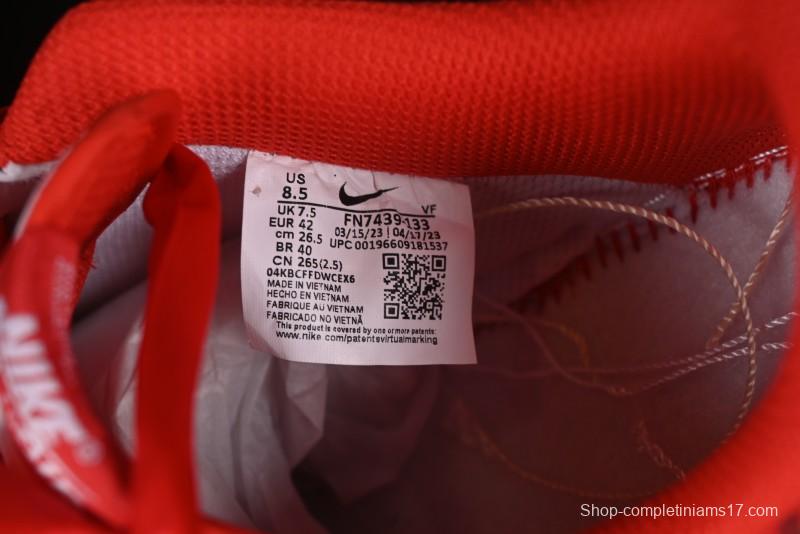 US
8.5
UK 7.5
EUR 42
cm 26.5
BR 40
CN 265(2.5)
VF
FN7439-133
03/15/23 | 04/17/23
UPC 00196609181537
04KBCFFDWCEX6
MADE IN VIETNAM
HECHO EN VIETNAM
FABRIQUE AU VIETNAM
FABRICADO NO VIETNÃ
This product is covered by one or more patents:
www.nike.com/patentsvirtualmarking
NIKE
Shop-completiniams17.com